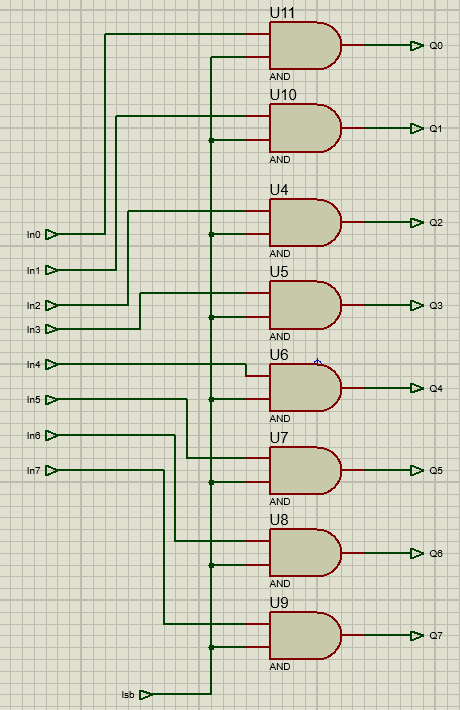 U11
Q0
AND
U10
Q1
AND
U4
Q2
In0
AND
U5
In1
In2
Q3
In3
AND
U6
In4
Q4
In5
AND
U7
In6
In7
Q5
AND
U8
Q6
AND
U9
Q7
AND
lsb